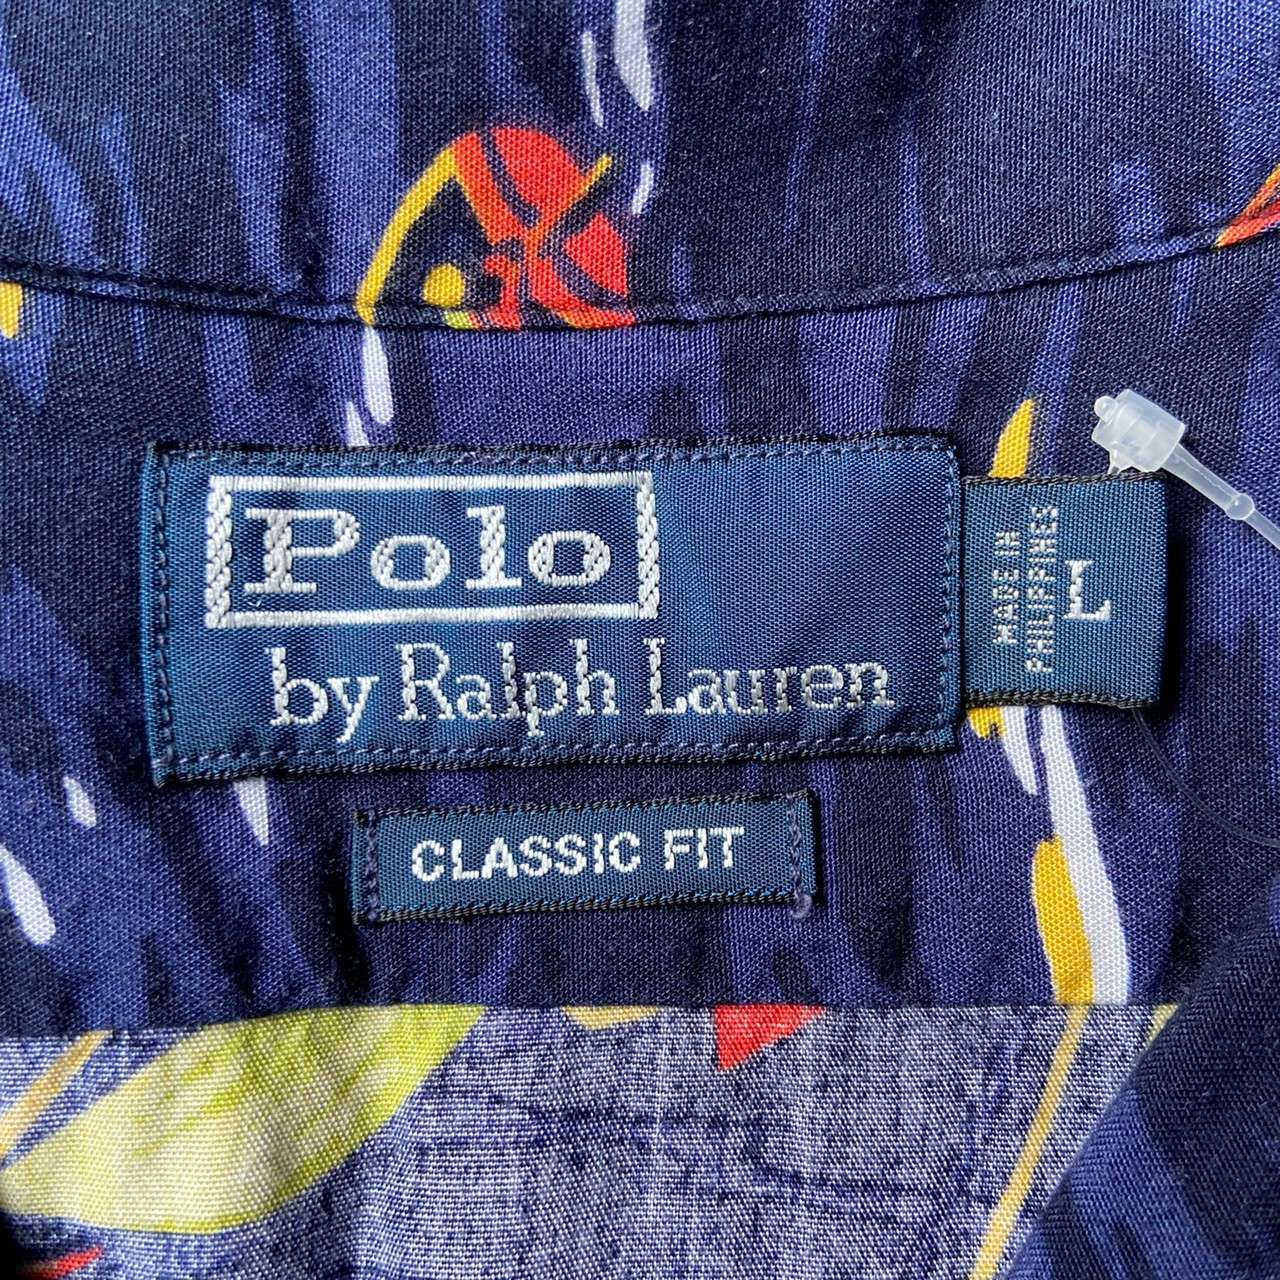 Polo
by Ralph Lauren
MADE IN
PHILIPPINES
L
CLASSIC FIT